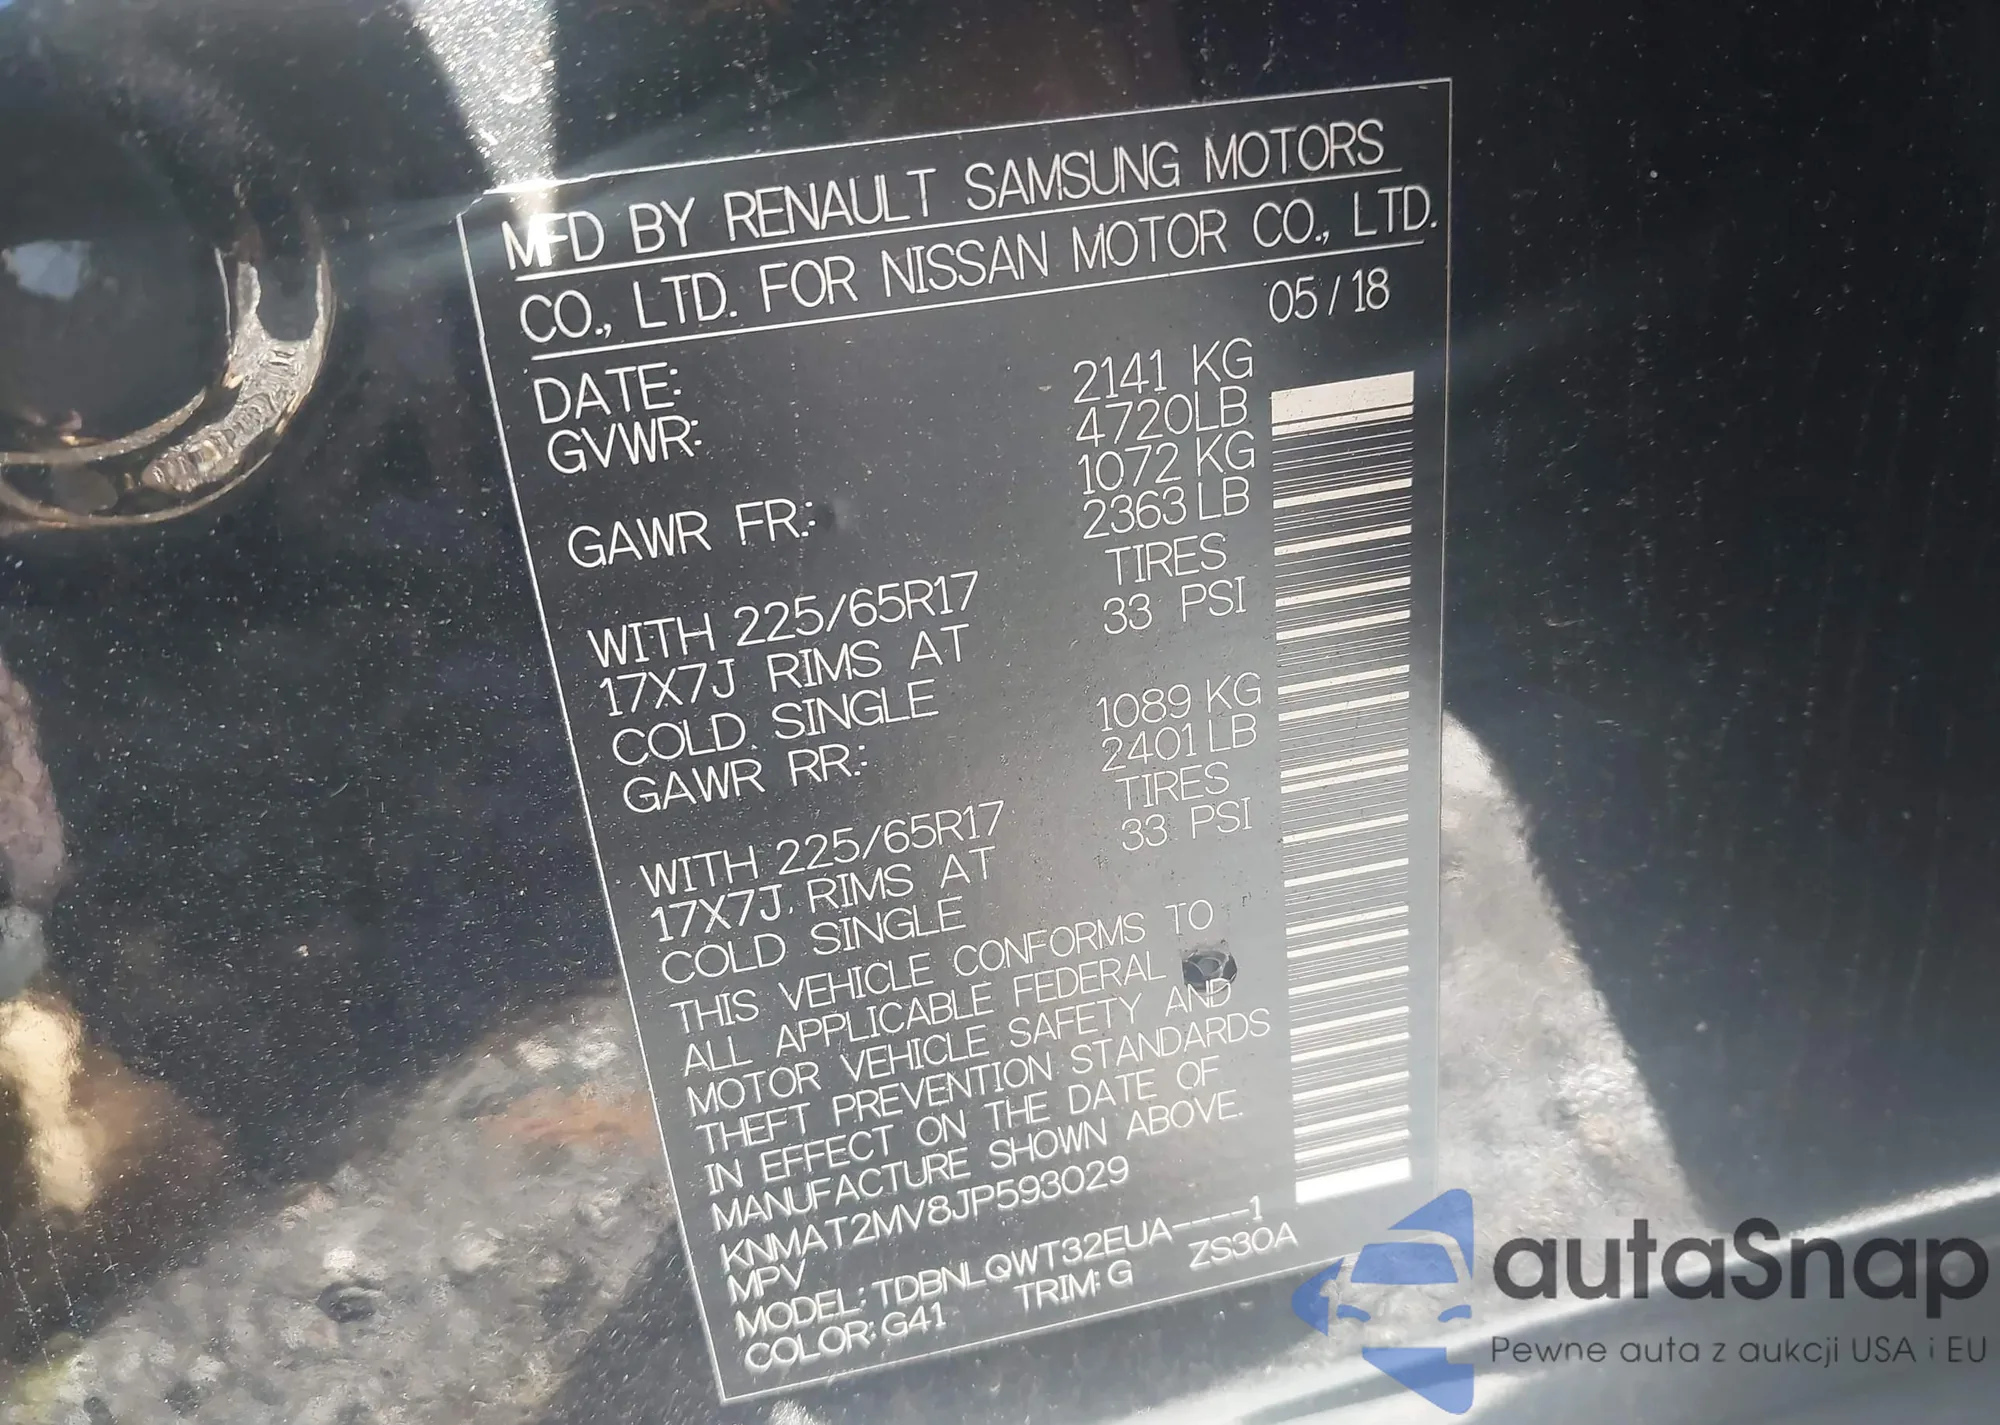 MFD BY RENAULT SAMSUNG MOTORS
CO., LTD. FOR NISSAN MOTOR CO., LTD.
DATE: 05/18
GVWR: 2141 KG
4720LB
GAWR FR.: 1072 KG
2363LB
WITH 225/65R17 TIRES
17X7J RIMS AT 33 PSI
COLD SINGLE
GAWR RR.: 1089 KG
2401LB
WITH 225/65R17 TIRES
17X7J RIMS AT 33 PSI
COLD SINGLE
THIS VEHICLE CONFORMS TO
ALL APPLICABLE FEDERAL
MOTOR VEHICLE SAFETY AND
THEFT PREVENTION STANDARDS
IN EFFECT ON THE DATE OF
MANUFACTURE SHOWN ABOVE.
KNMAT2MV8JP593029
MPV
MODEL: TDBNLQWT32EUA----1
COLOR: G41 TRIM: G ZS30A
autaSnap
Pewne auta z aukcji USA i EU